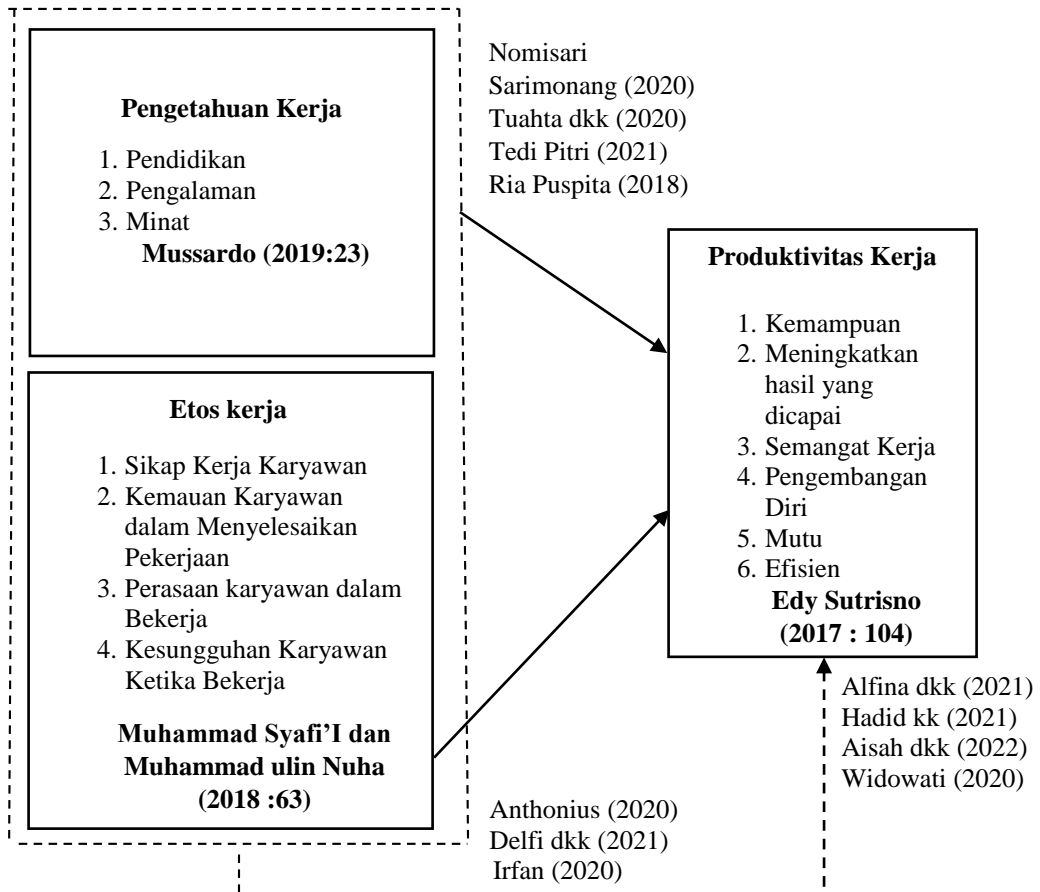 Pengetahuan Kerja
1. Pendidikan
2. Pengalaman
3. Minat
Mussardo (2019:23)
Nomisari
Sarimonang (2020)
Tuahta dkk (2020)
Tedi Pitri (2021)
Ria Puspita (2018)
Etos kerja
1. Sikap Kerja Karyawan
2. Kemauan Karyawan
dalam Menyelesaikan
Pekerjaan
3. Perasaan karyawan dalam
Bekerja
4. Kesungguhan Karyawan
Ketika Bekerja
Muhammad Syafi’I dan
Muhammad ulin Nuha
(2018 :63)
Produktivitas Kerja
1. Kemampuan
2. Meningkatkan
hasil yang
dicapai
3. Semangat Kerja
4. Pengembangan
Diri
5. Mutu
6. Efisien
Edy Sutrisno
(2017 : 104)
Anthonius (2020)
Delfi dkk (2021)
Irfan (2020)
Alfina dkk (2021)
Hadid kk (2021)
Aisah dkk (2022)
Widowati (2020)